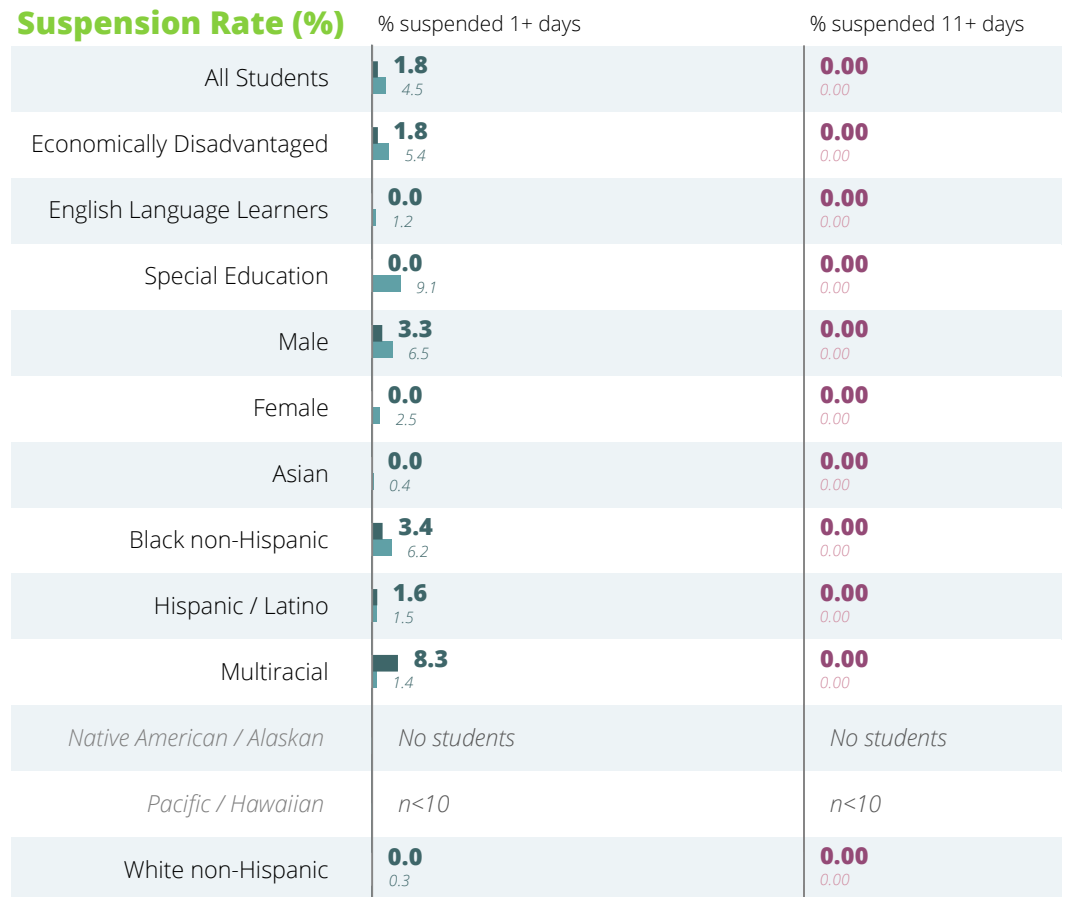 Suspension Rate (%) % suspended 1+ days % suspended 11+ days
All Students 1.8 0.00
4.5 0.00
Economically Disadvantaged 1.8 0.00
5.4 0.00
English Language Learners 0.0 0.00
1.2 0.00
Special Education 0.0 0.00
9.1 0.00
Male 3.3 0.00
6.5 0.00
Female 0.0 0.00
2.5 0.00
Asian 0.0 0.00
0.4 0.00
Black non-Hispanic 3.4 0.00
6.2 0.00
Hispanic / Latino 1.6 0.00
1.5 0.00
Multiracial 8.3 0.00
1.4 0.00
Native American / Alaskan No students No students
Pacific / Hawaiian n<10 n<10
White non-Hispanic 0.0 0.00
0.3 0.00